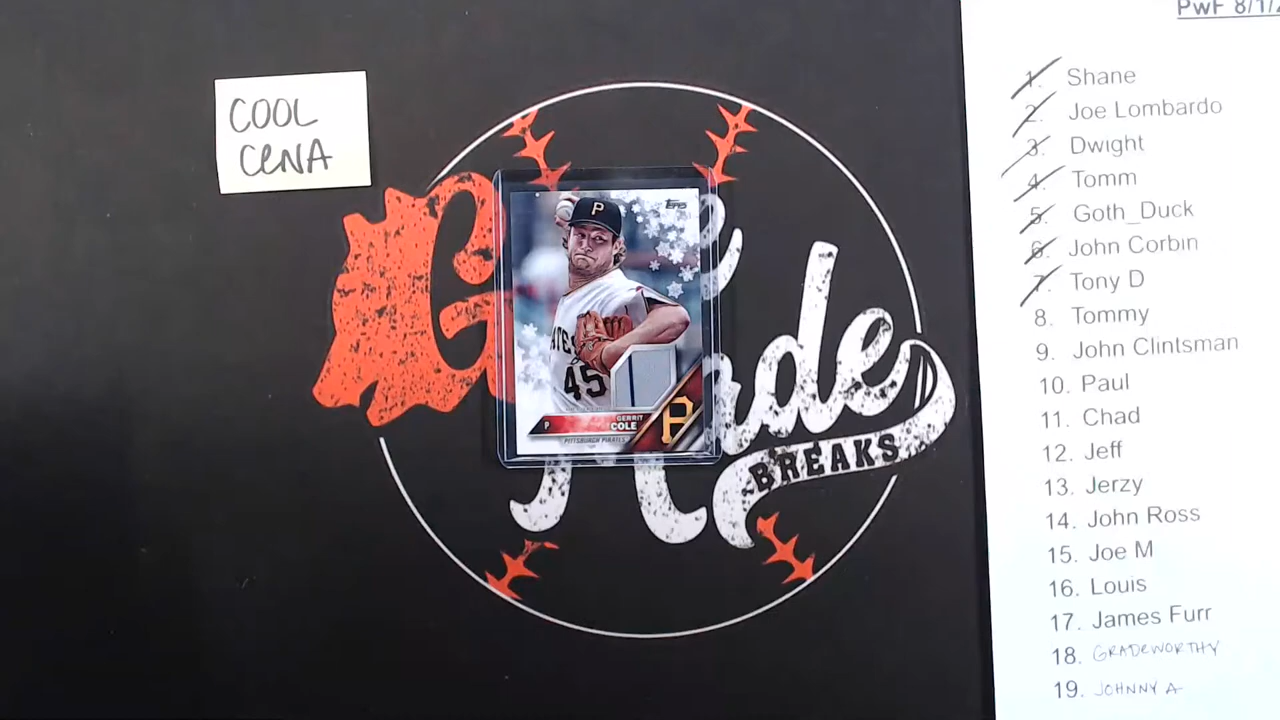 COOL
CENA
PwF 8/1/2
1. Shane
2. Joe Lombardo
3. Dwight
4. Tomm
5. Goth_Duck
6. John Corbin
7. Tony D
8. Tommy
9. John Clintsman
10. Paul
11. Chad
12. Jeff
13. Jerzy
14. John Ross
15. Joe M
16. Louis
17. James Furr
18. GRADEWORTHY
19. JOHNNY A
Topps
P
45
P
GERRIT
COLE
PITTSBURGH PIRATES
P
BREAKS